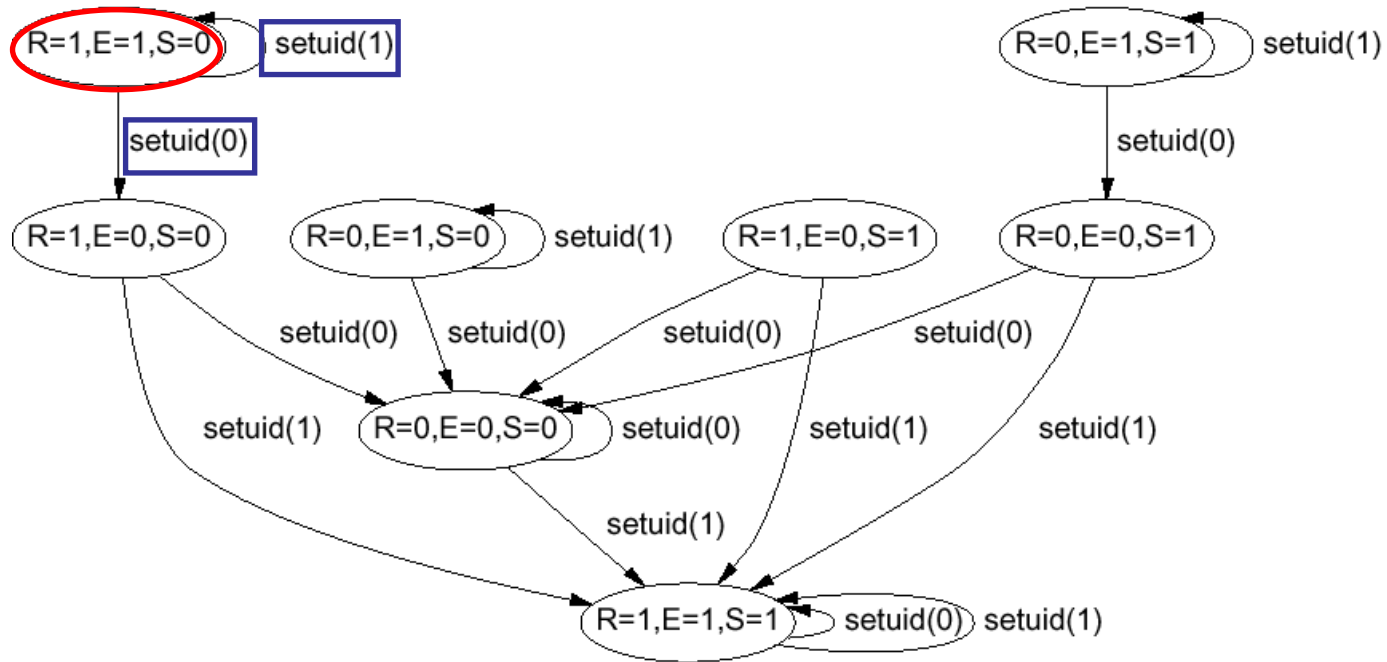 R=1,E=1,S=0
setuid(1)
R=0,E=1,S=1
setuid(1)
setuid(0)
setuid(0)
R=1,E=0,S=0
R=0,E=1,S=0
setuid(1)
R=1,E=0,S=1
R=0,E=0,S=1
setuid(0)
setuid(0)
setuid(0)
setuid(0)
setuid(1)
R=0,E=0,S=0
setuid(0)
setuid(1)
setuid(1)
setuid(1)
R=1,E=1,S=1
setuid(0)
setuid(1)